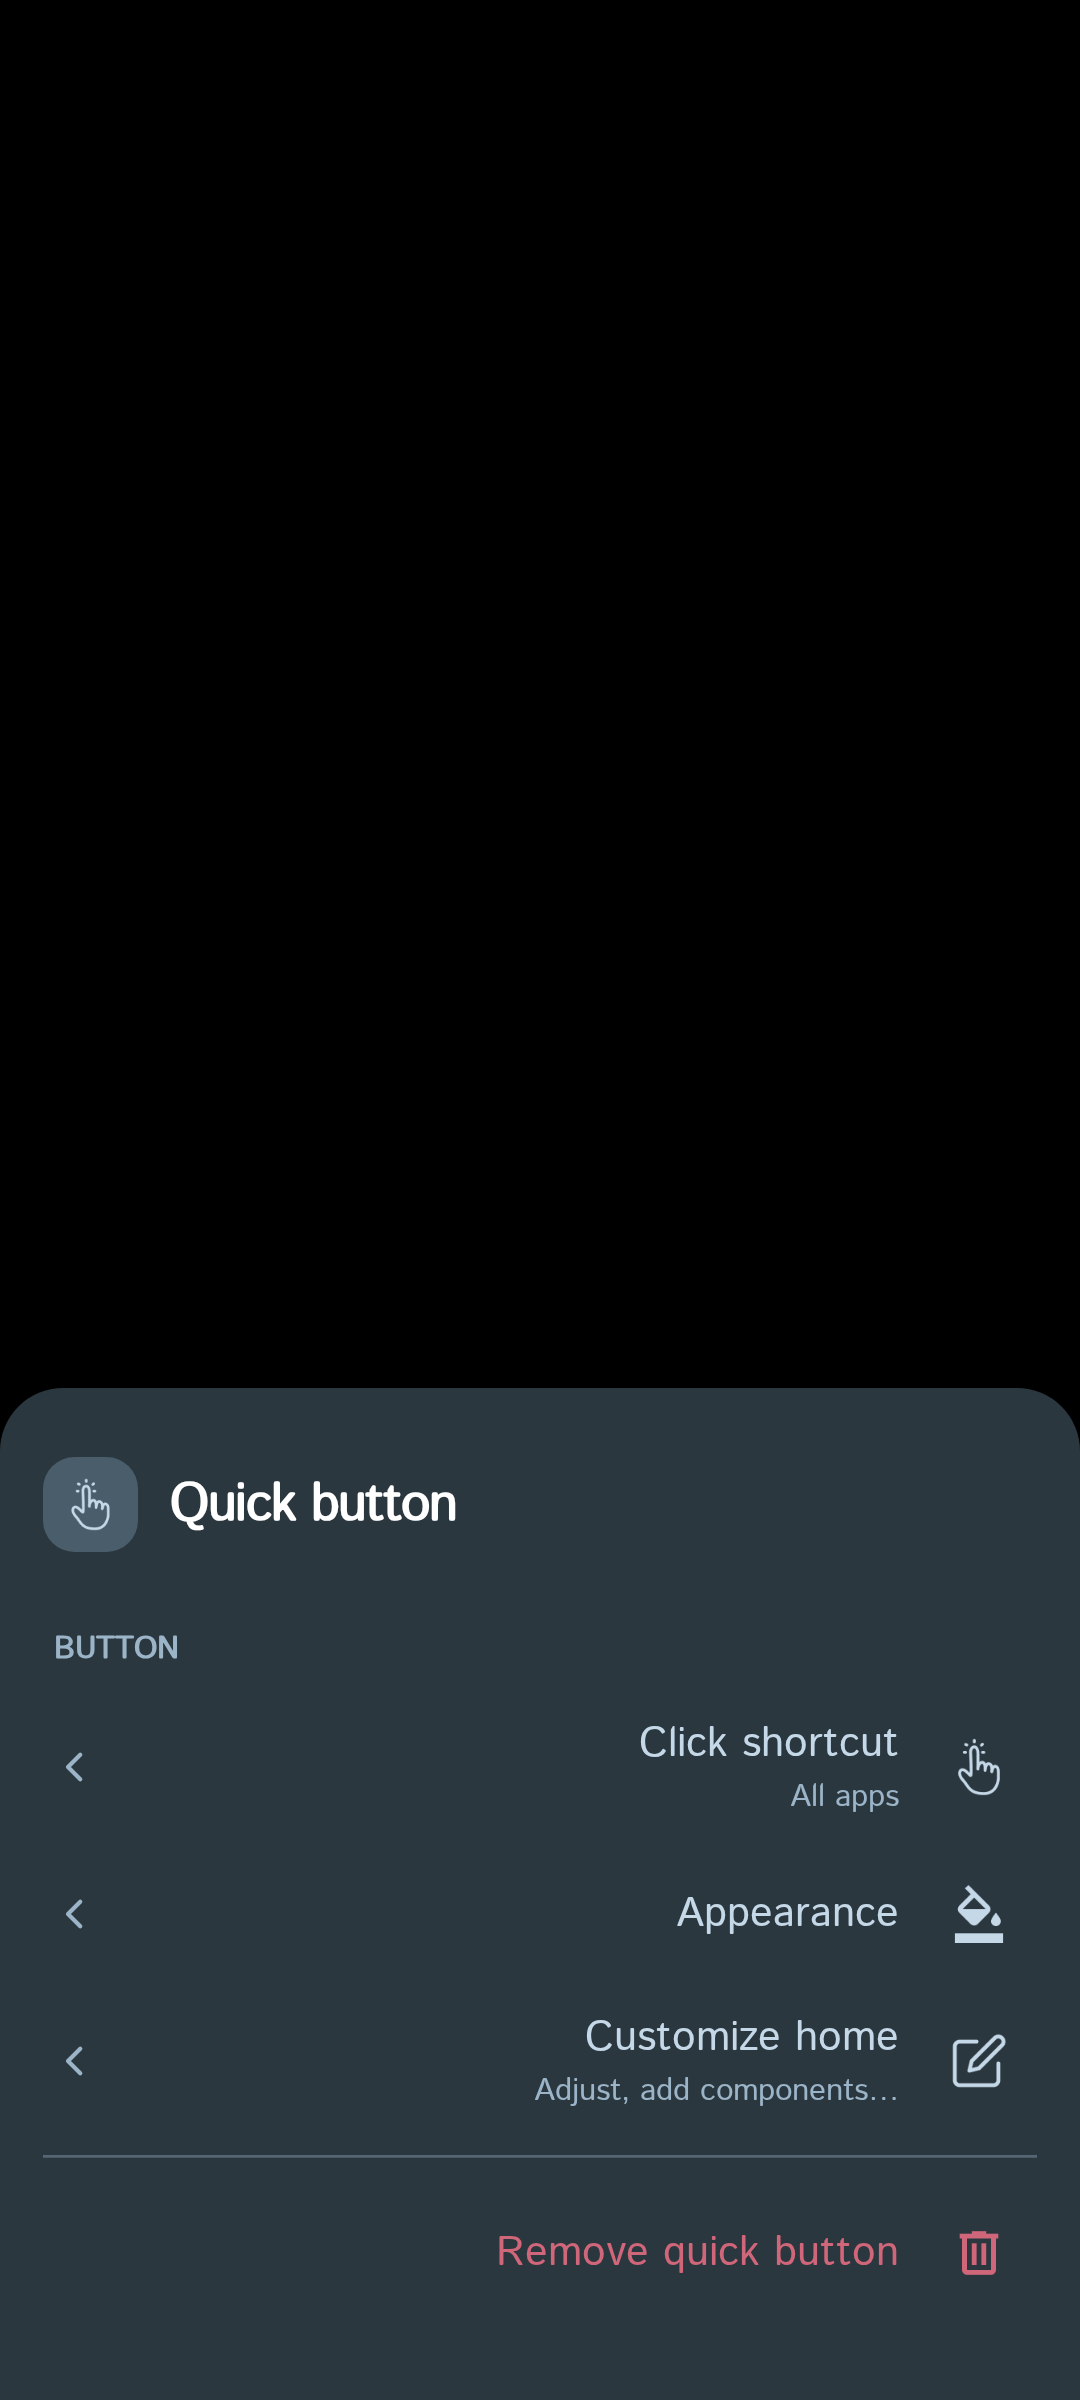 Quick button
BUTTON
Click shortcut
All apps
Appearance
Customize home
Adjust, add components…
Remove quick button